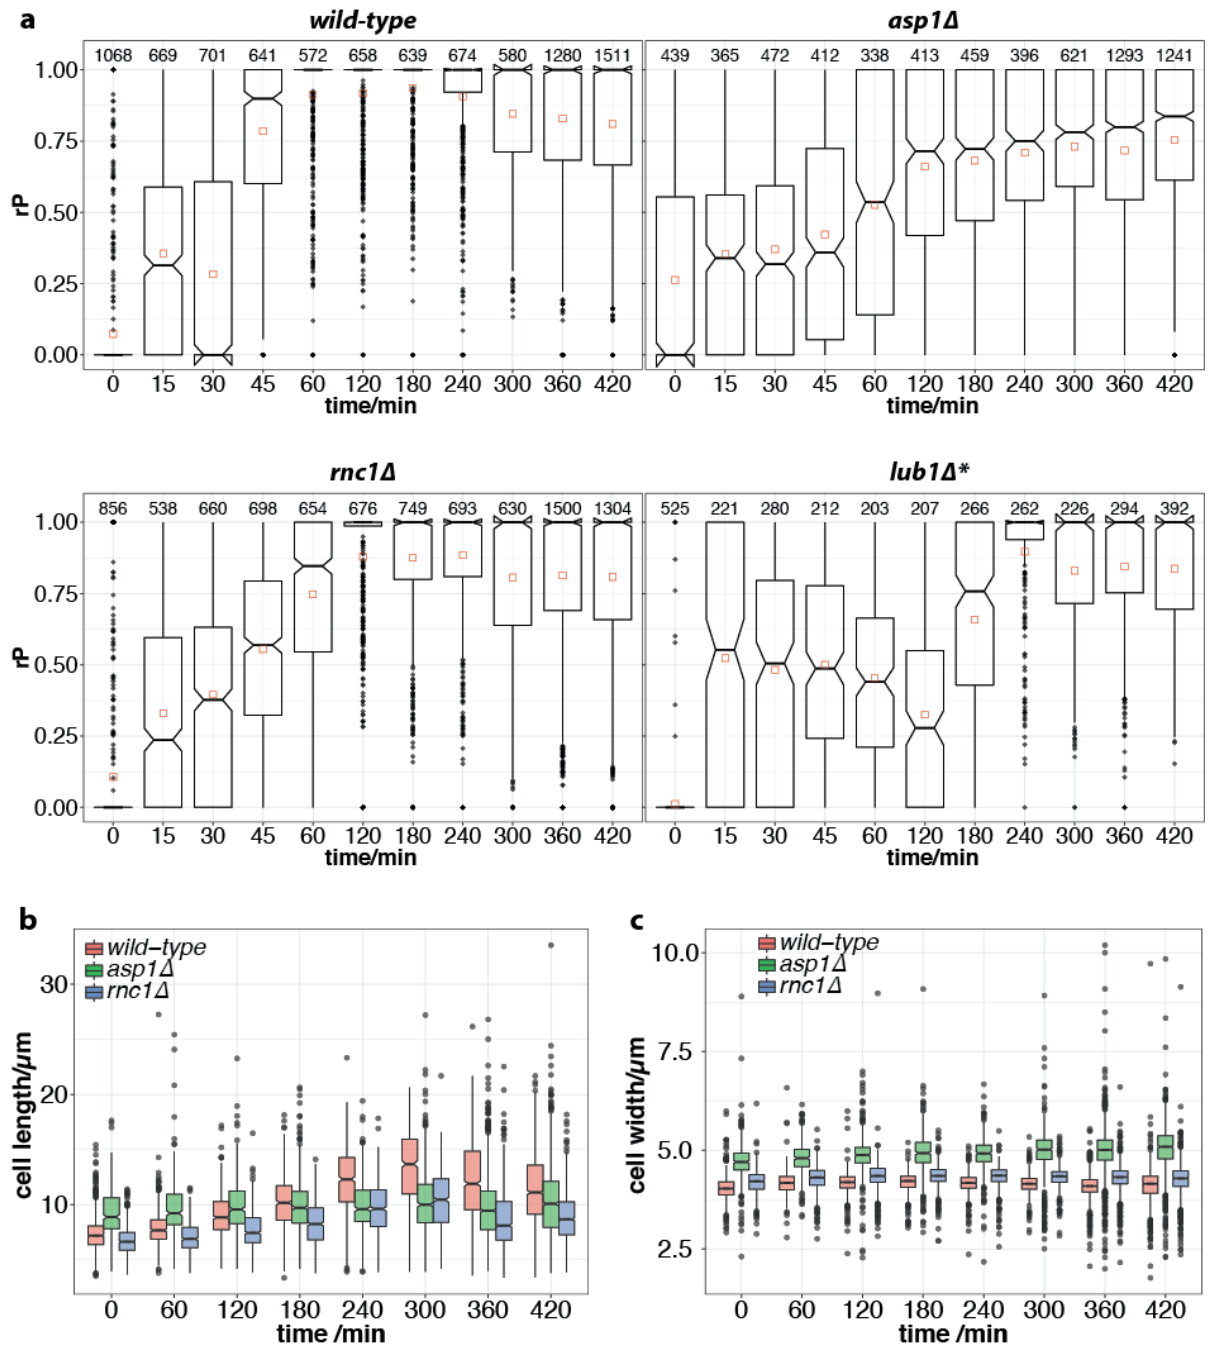 a
wild-type
asp1Δ
1068 669 701 641 572 658 639 674 580 1280 1511
439 365 472 412 338 413 459 396 621 1293 1241
1.00
0.75
rP
0.50
0.25
0.00
0 15 30 45 60 120 180 240 300 360 420
0 15 30 45 60 120 180 240 300 360 420
time/min
time/min
rnc1Δ
lub1Δ*
856 538 660 698 654 676 749 693 630 1500 1304
525 221 280 212 203 207 266 262 226 294 392
1.00
0.75
rP
0.50
0.25
0.00
0 15 30 45 60 120 180 240 300 360 420
0 15 30 45 60 120 180 240 300 360 420
time/min
time/min
b
wild-type
asp1Δ
rnc1Δ
30
20
10
cell length/µm
0 60 120 180 240 300 360 420
time /min
c
wild-type
asp1Δ
rnc1Δ
10.0
7.5
5.0
2.5
cell width/µm
0 60 120 180 240 300 360 420
time /min